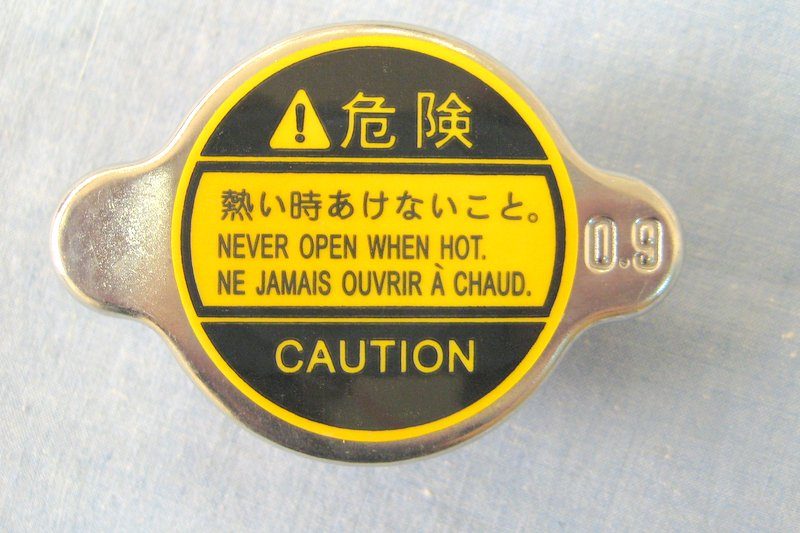 危険
熱い時あけないこと。
NEVER OPEN WHEN HOT.
NE JAMAIS OUVRIR À CHAUD.
CAUTION
0.9